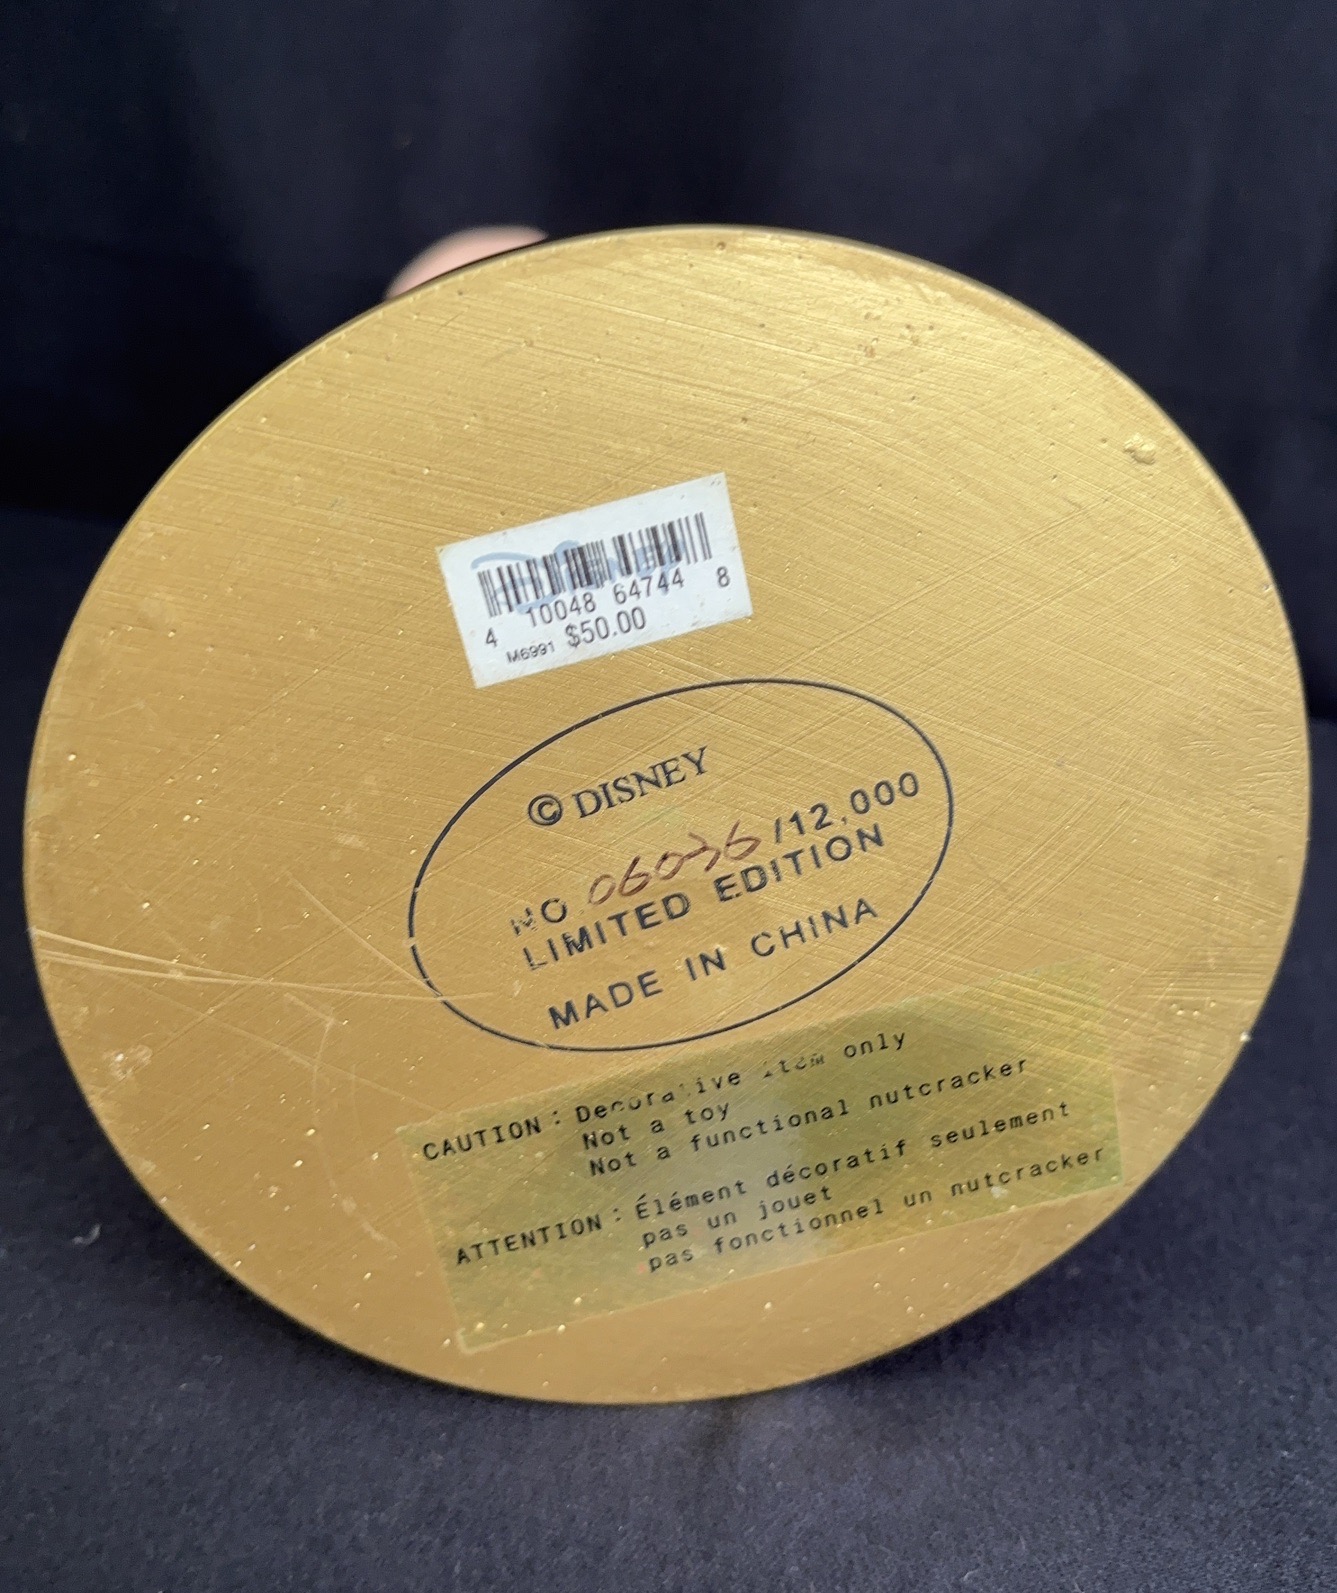 4 10048 64744 8
M6991 $50.00
© DISNEY
NO 06036/12,000
LIMITED EDITION
MADE IN CHINA
CAUTION : Decorative item only
Not a toy
Not a functional nutcracker
ATTENTION : Élément décoratif seulement
pas un jouet
pas fonctionnel un nutcracker